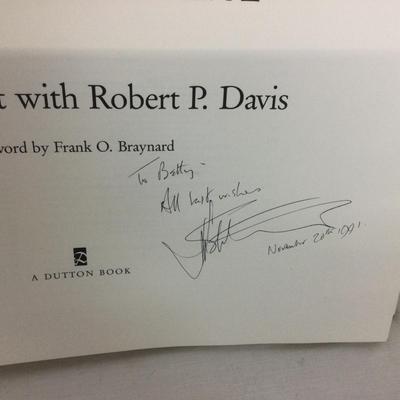 t with Robert P. Davis
word by Frank O. Braynard
To Betty -
All best wishes
November 20th 1991.
A DUTTON BOOK